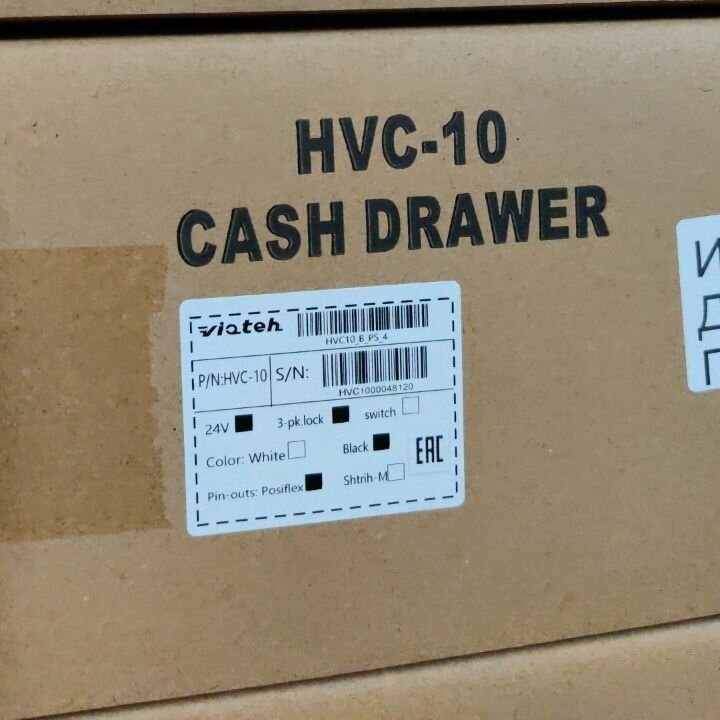 HVC-10
CASH DRAWER
viateh
HVC10_B_PS_4
P/N:HVC-10 S/N:
HVC1000048120
24V 3-pk.lock switch
Color: White Black
EAC
Pin-outs: Posiflex Shtrih-M
И
Д
П